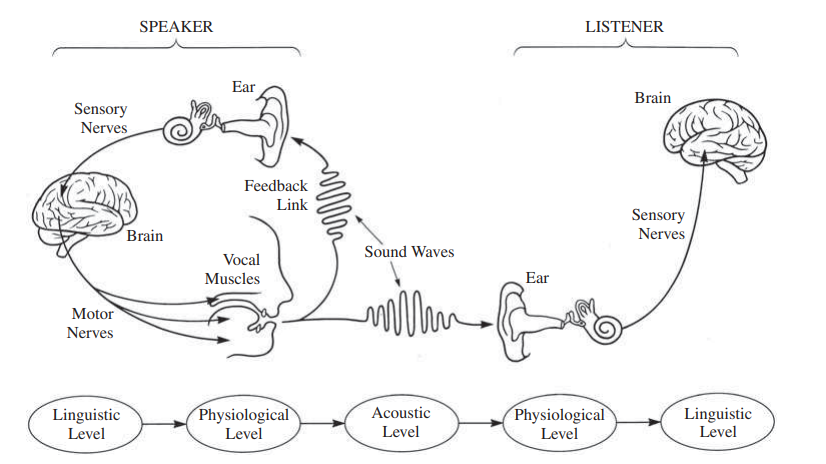 SPEAKER
LISTENER
Ear
Sensory
Nerves
Brain
Feedback
Link
Brain
Sensory
Nerves
Vocal
Muscles
Sound Waves
Ear
Motor
Nerves
Linguistic
Level
Physiological
Level
Acoustic
Level
Physiological
Level
Linguistic
Level